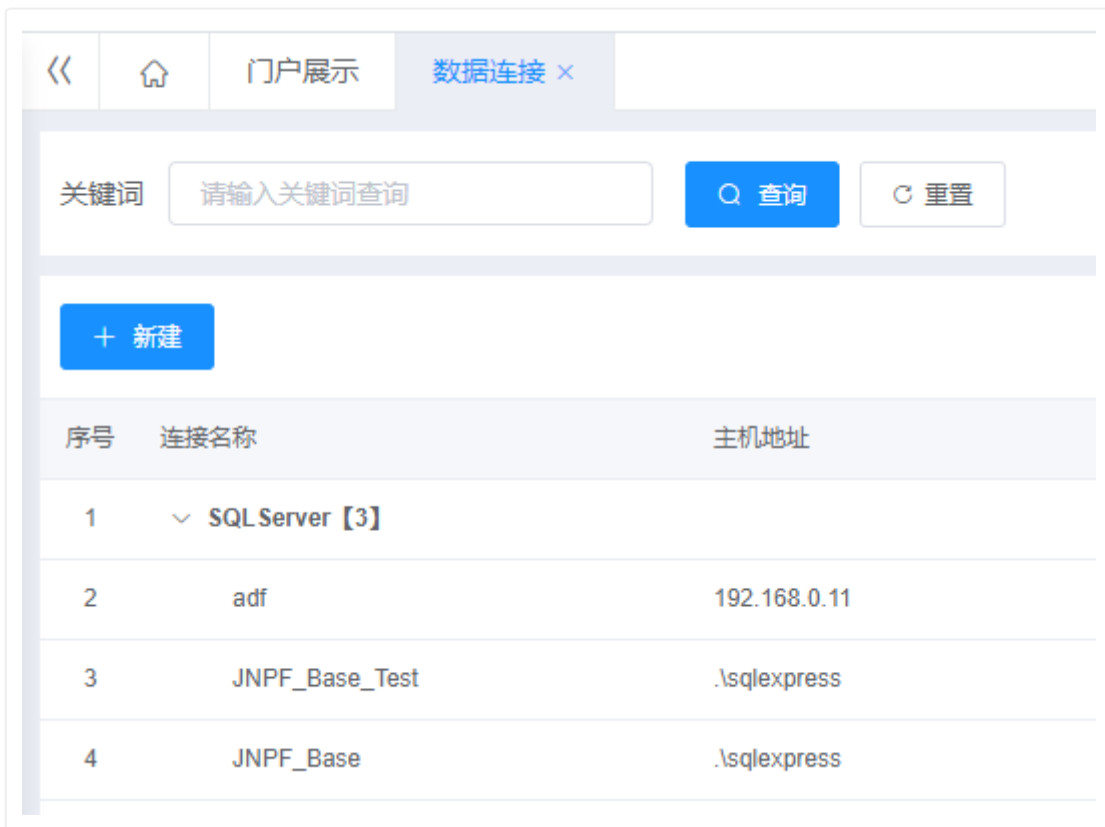 门户展示 数据连接
关键词 请输入关键词查询 查询 重置
新建
序号 连接名称 主机地址
1 SQLServer【3】
2 adf 192.168.0.11
3 JNPF_Base_Test .\sqlexpress
4 JNPF_Base .\sqlexpress